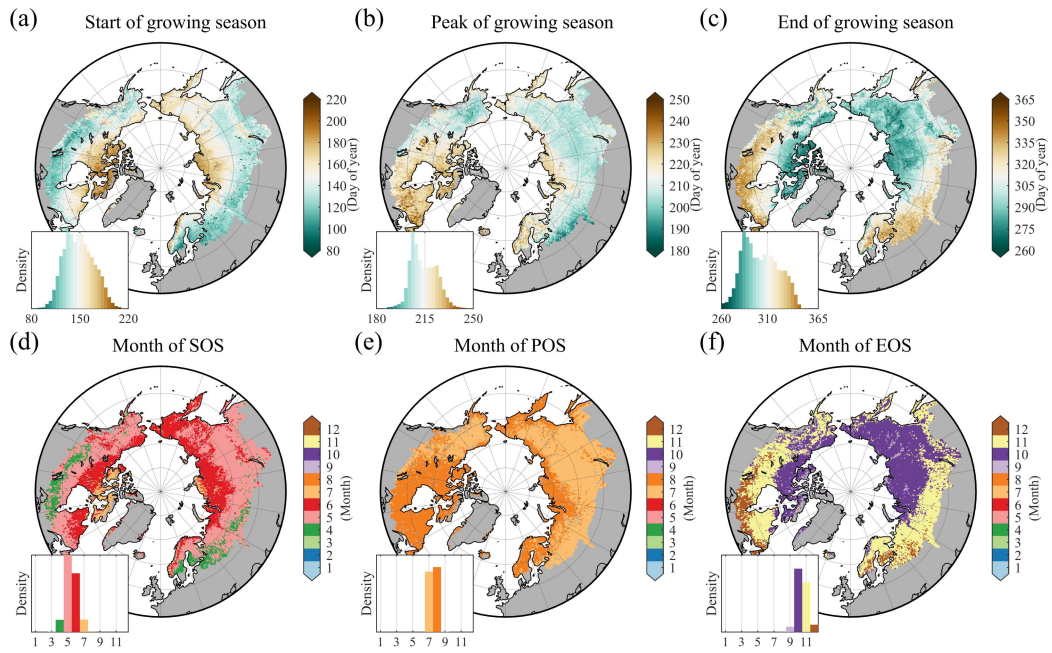 (a) Start of growing season
(b) Peak of growing season
(c) End of growing season
220
200
180
160
140
120
100
80
(Day of year)
Density
80 150 220
250
240
230
220
210
200
190
180
(Day of year)
Density
180 215 250
365
350
335
320
305
290
275
260
(Day of year)
Density
260 310 365
(d) Month of SOS
(e) Month of POS
(f) Month of EOS
12
11
10
9
8
7
6
5
4
3
2
1
(Month)
Density
1 3 5 7 9 11
12
11
10
9
8
7
6
5
4
3
2
1
(Month)
Density
1 3 5 7 9 11
12
11
10
9
8
7
6
5
4
3
2
1
(Month)
Density
1 3 5 7 9 11